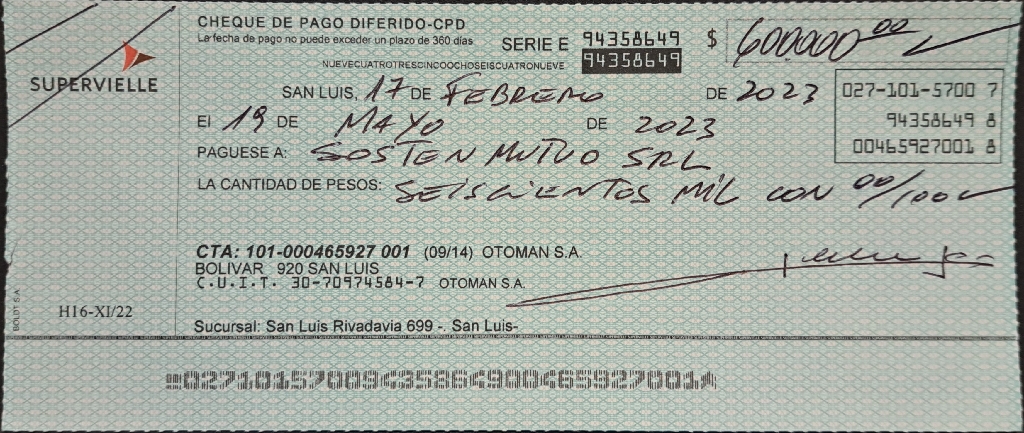 CHEQUE DE PAGO DIFERIDO-CPD
La fecha de pago no puede exceder un plazo de 360 días
SERIE E 94358649 $ 600000 00
94358649
NUEVECUATROTRESCINCOOCHOSEISCUATRONUEVE
SUPERVIELLE
SAN LUIS, 17 DE FEBRERO DE 2023
El 19 DE MAYO DE 2023
027-101-5700 7
94358649 8
00465927001 8
PAGUESE A: SOSTEN MUTUO SRL
LA CANTIDAD DE PESOS: SEISCIENTOS MIL CON 00/100
CTA: 101-000465927 001 (09/14) OTOMAN S.A.
BOLIVAR 920 SAN LUIS
C.U.I.T. 30-70974584-7 OTOMAN S.A.
BOLDT S.A.
H16-XI/22
Sucursal: San Luis Rivadavia 699 -. San Luis-
02710157009435864900465927001